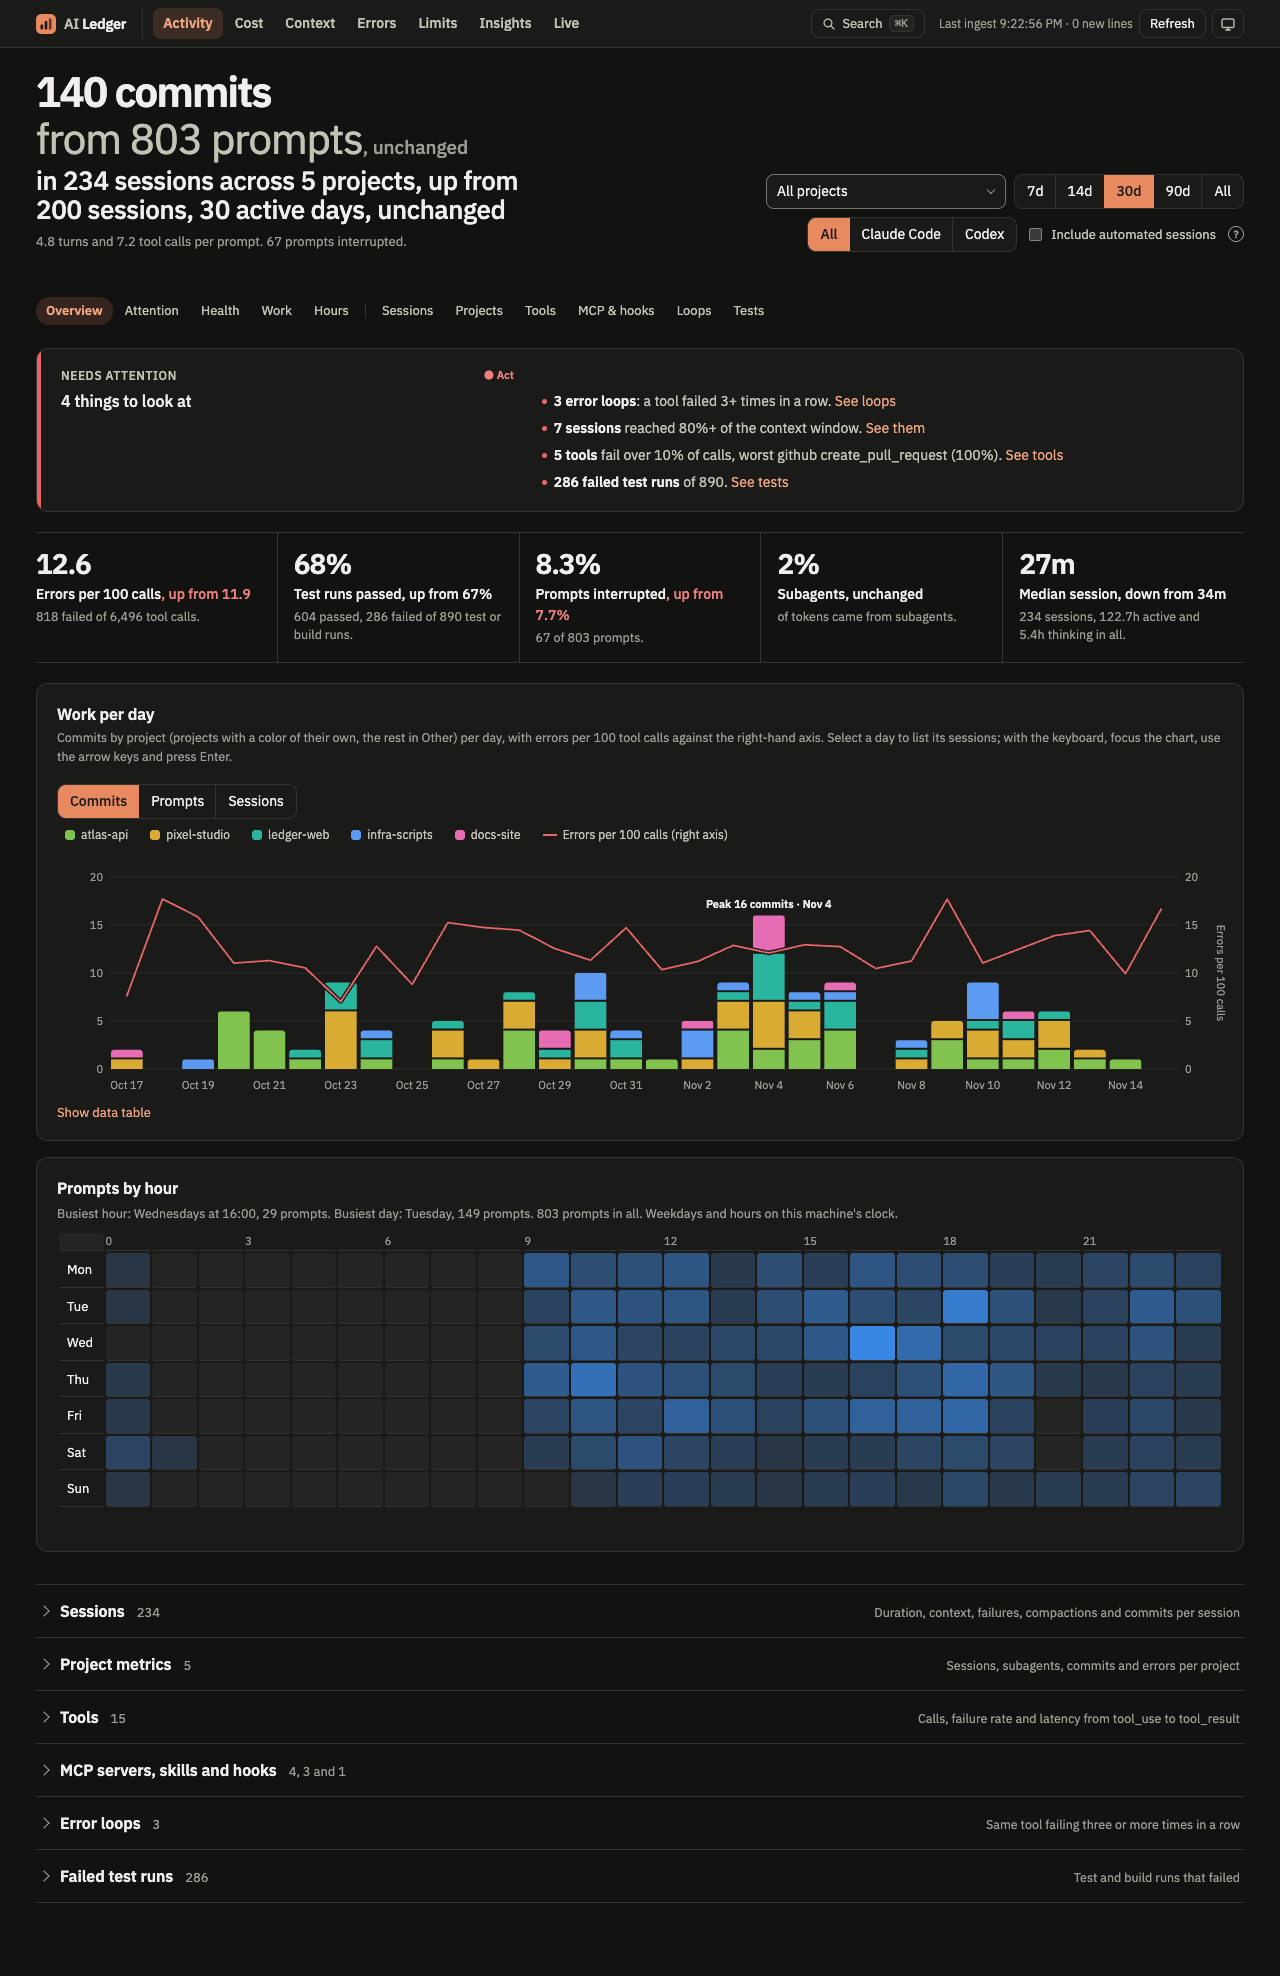 AI Ledger
Activity
Cost
Context
Errors
Limits
Insights
Live
Search ⌘K
Last ingest 9:22:56 PM · 0 new lines
Refresh
140 commits
from 803 prompts, unchanged
in 234 sessions across 5 projects, up from
200 sessions, 30 active days, unchanged
4.8 turns and 7.2 tool calls per prompt. 67 prompts interrupted.
All projects
7d
14d
30d
90d
All
All
Claude Code
Codex
Include automated sessions
?
Overview
Attention
Health
Work
Hours
Sessions
Projects
Tools
MCP & hooks
Loops
Tests
NEEDS ATTENTION
4 things to look at
Act
3 error loops: a tool failed 3+ times in a row. See loops
7 sessions reached 80%+ of the context window. See them
5 tools fail over 10% of calls, worst github create_pull_request (100%). See tools
286 failed test runs of 890. See tests
12.6
Errors per 100 calls, up from 11.9
818 failed of 6,496 tool calls.
68%
Test runs passed, up from 67%
604 passed, 286 failed of 890 test or
build runs.
8.3%
Prompts interrupted, up from
7.7%
67 of 803 prompts.
2%
Subagents, unchanged
of tokens came from subagents.
27m
Median session, down from 34m
234 sessions, 122.7h active and
5.4h thinking in all.
Work per day
Commits by project (projects with a color of their own, the rest in Other) per day, with errors per 100 tool calls against the right-hand axis. Select a day to list its sessions; with the keyboard, focus the chart, use
the arrow keys and press Enter.
Commits
Prompts
Sessions
atlas-api
pixel-studio
ledger-web
infra-scripts
docs-site
Errors per 100 calls (right axis)
20
15
10
5
0
Peak 16 commits · Nov 4
20
15
10
5
0
Errors per 100 calls
Oct 17
Oct 19
Oct 21
Oct 23
Oct 25
Oct 27
Oct 29
Oct 31
Nov 2
Nov 4
Nov 6
Nov 8
Nov 10
Nov 12
Nov 14
Show data table
Prompts by hour
Busiest hour: Wednesdays at 16:00, 29 prompts. Busiest day: Tuesday, 149 prompts. 803 prompts in all. Weekdays and hours on this machine's clock.
0
3
6
9
12
15
18
21
Mon
Tue
Wed
Thu
Fri
Sat
Sun
Sessions 234
Duration, context, failures, compactions and commits per session
Project metrics 5
Sessions, subagents, commits and errors per project
Tools 15
Calls, failure rate and latency from tool_use to tool_result
MCP servers, skills and hooks 4, 3 and 1
Error loops 3
Same tool failing three or more times in a row
Failed test runs 286
Test and build runs that failed